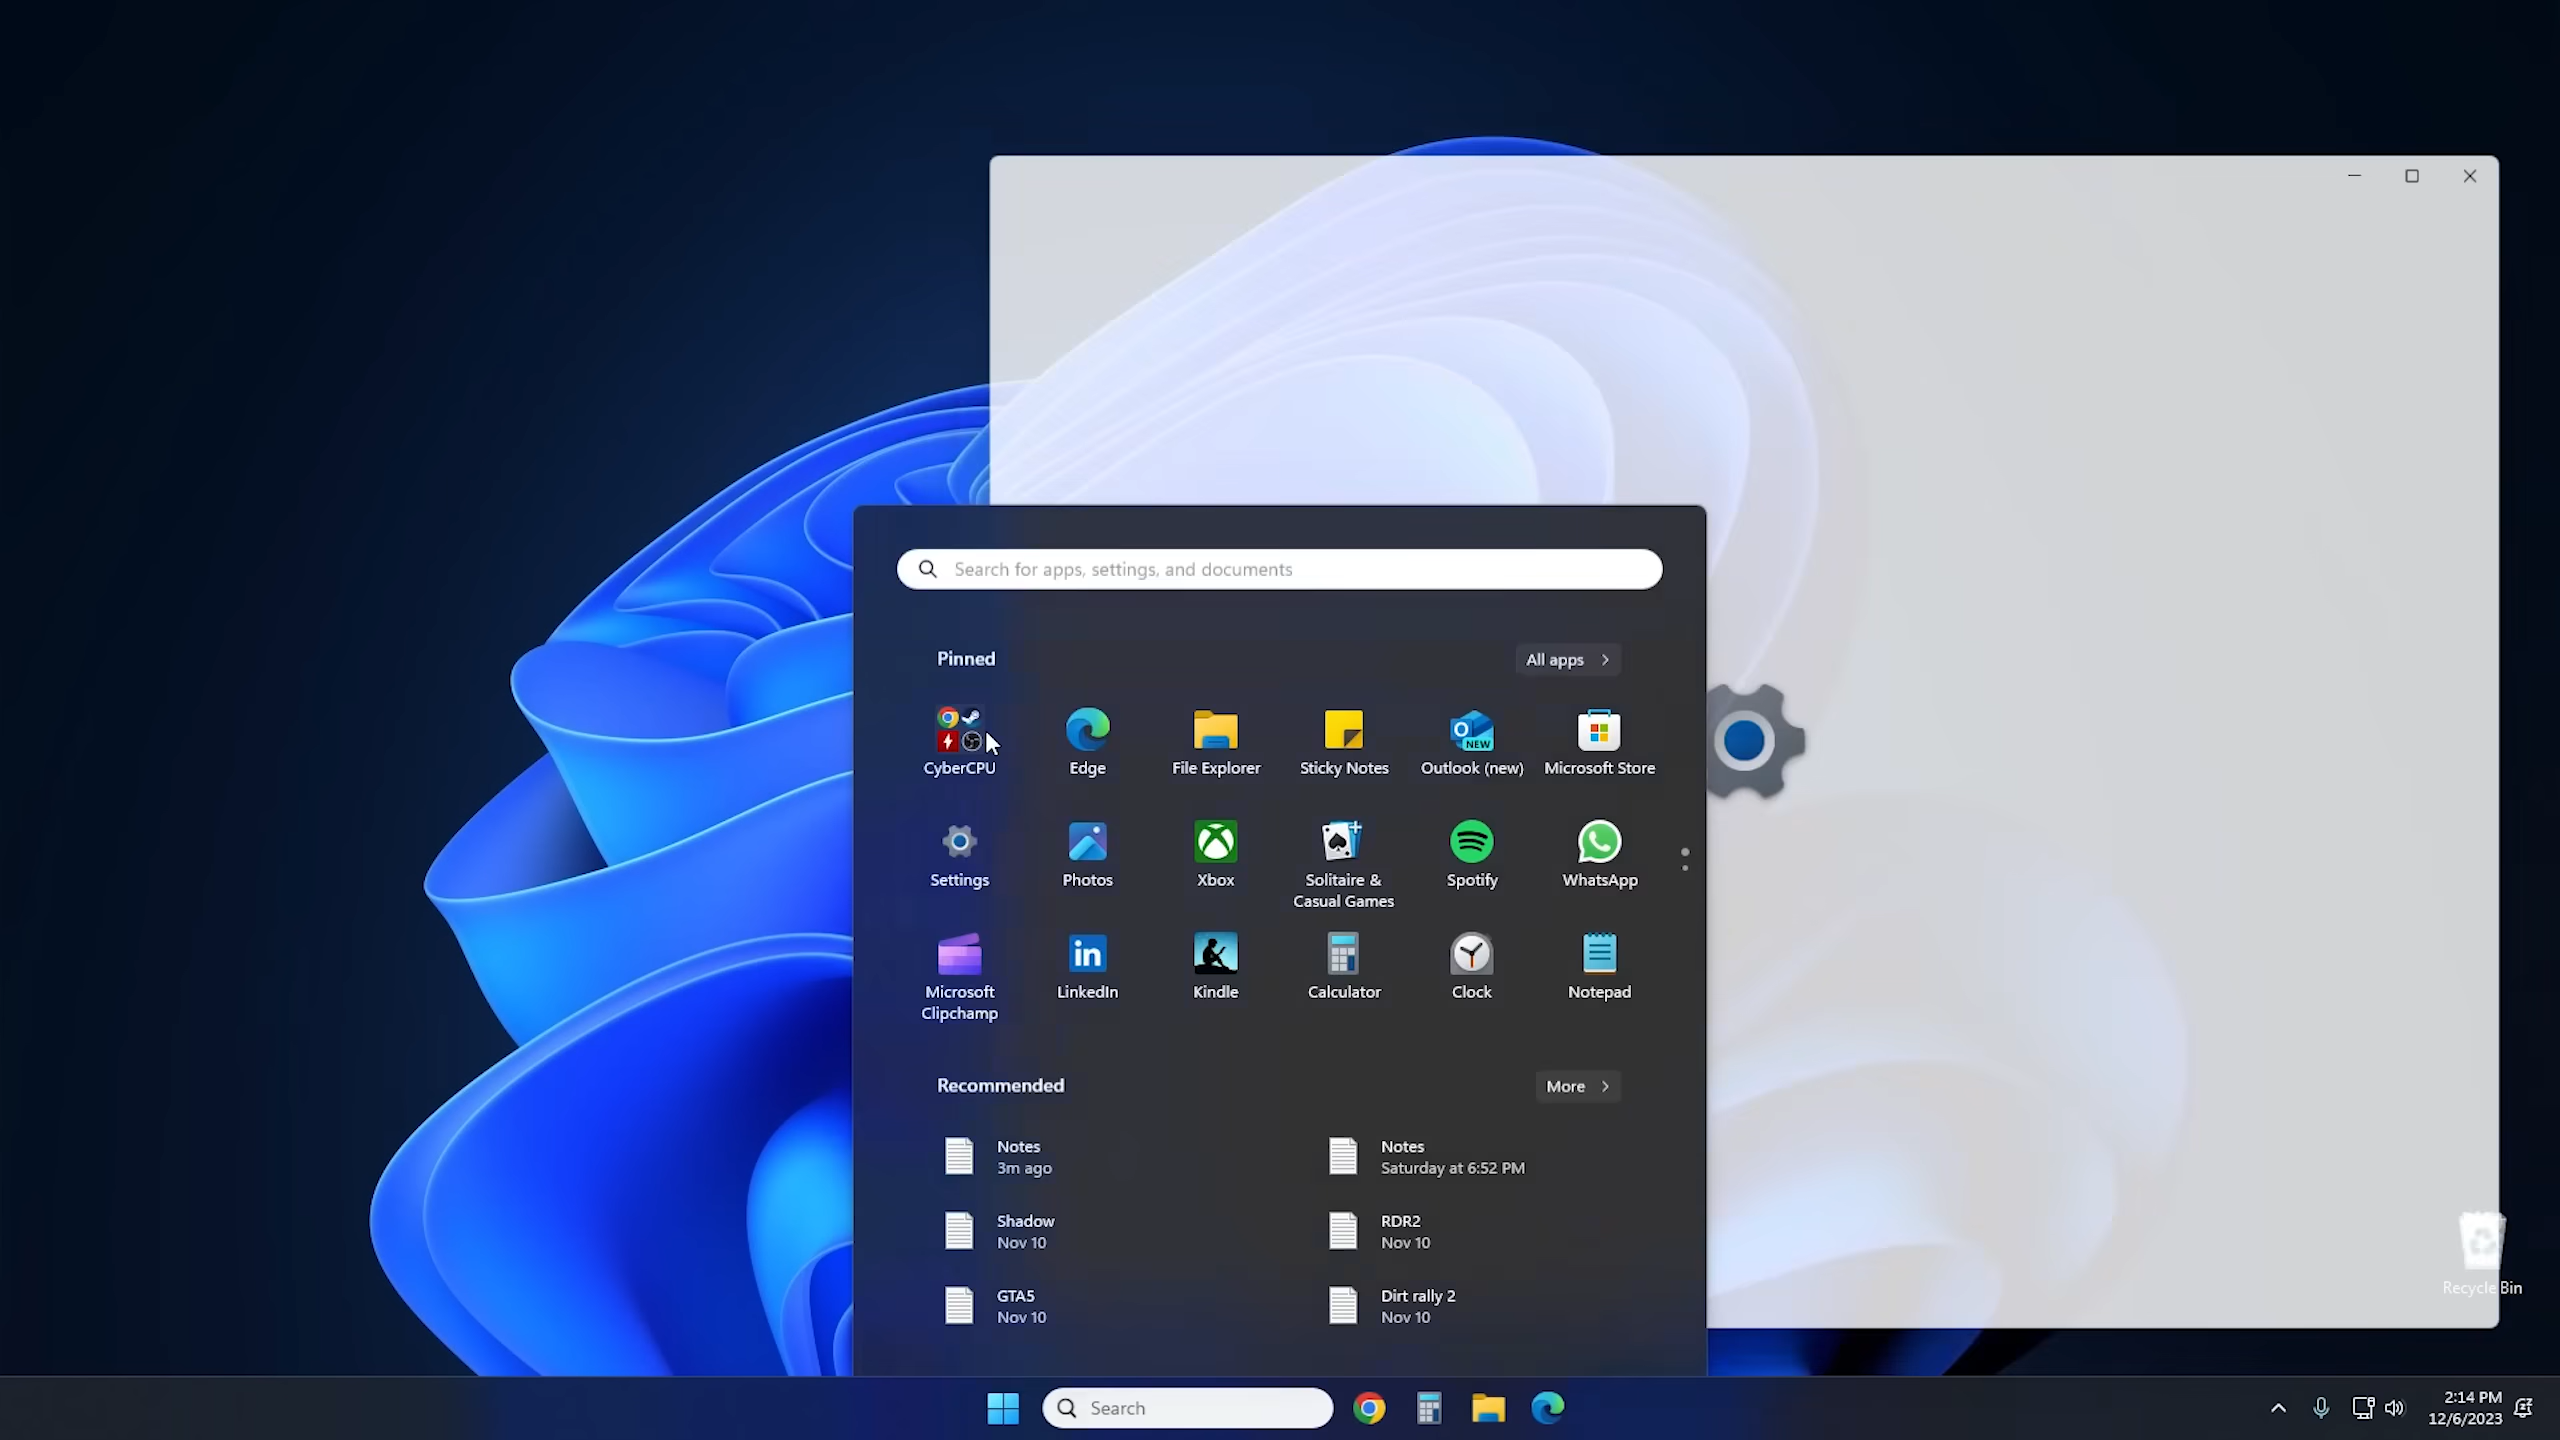 Search for apps, settings, and documents
Pinned
All apps
CyberCPU
Edge
File Explorer
Sticky Notes
Outlook (new)
Microsoft Store
NEW
Settings
Photos
Xbox
Solitaire &
Casual Games
Spotify
WhatsApp
in
Microsoft
Clipchamp
LinkedIn
Kindle
Calculator
Clock
Notepad
Recommended
More
Notes
3m ago
Notes
Saturday at 6:52 PM
Shadow
Nov 10
RDR2
Nov 10
GTA5
Nov 10
Dirt rally 2
Nov 10
Recycle Bin
Search
2:14 PM
12/6/2023